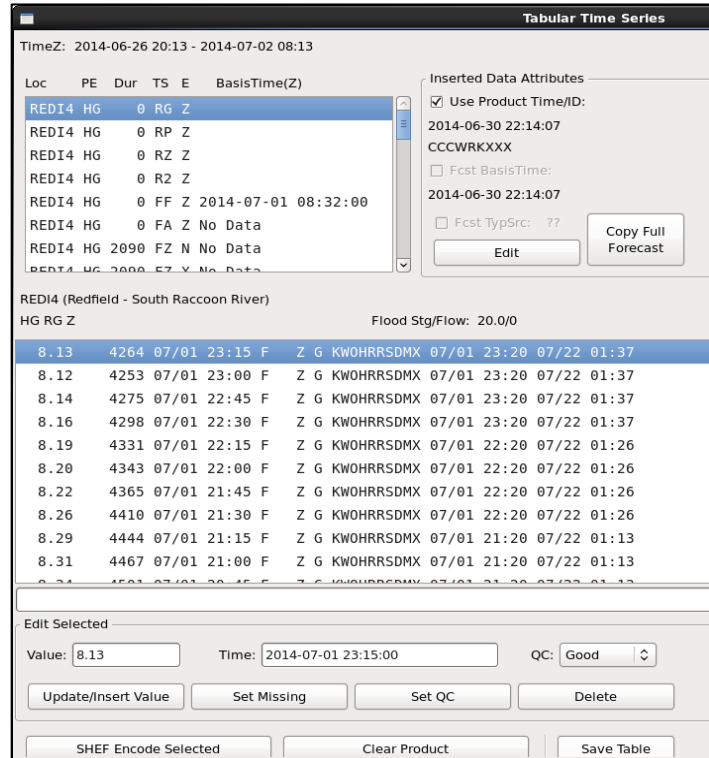 Tabular Time Series
TimeZ: 2014-06-26 20:13 - 2014-07-02 08:13
Loc PE Dur TS E BasisTime(Z)
REDI4 HG 0 RG Z
REDI4 HG 0 RP Z
REDI4 HG 0 RZ Z
REDI4 HG 0 R2 Z
REDI4 HG 0 FF Z 2014-07-01 08:32:00
REDI4 HG 0 FA Z No Data
REDI4 HG 2090 FZ N No Data
REDI4 HG 2090 FZ X No Data
Inserted Data Attributes
Use Product Time/ID:
2014-06-30 22:14:07
CCCWRKXXX
Fcst BasisTime:
2014-06-30 22:14:07
Fcst TypSrc: ??
Edit
Copy Full
Forecast
REDI4 (Redfield - South Raccoon River)
HG RG Z Flood Stg/Flow: 20.0/0
8.13 4264 07/01 23:15 F Z G KWOHRRSDMX 07/01 23:20 07/22 01:37
8.12 4253 07/01 23:00 F Z G KWOHRRSDMX 07/01 23:20 07/22 01:37
8.14 4275 07/01 22:45 F Z G KWOHRRSDMX 07/01 23:20 07/22 01:37
8.16 4298 07/01 22:30 F Z G KWOHRRSDMX 07/01 23:20 07/22 01:37
8.19 4331 07/01 22:15 F Z G KWOHRRSDMX 07/01 22:20 07/22 01:26
8.20 4343 07/01 22:00 F Z G KWOHRRSDMX 07/01 22:20 07/22 01:26
8.22 4365 07/01 21:45 F Z G KWOHRRSDMX 07/01 22:20 07/22 01:26
8.26 4410 07/01 21:30 F Z G KWOHRRSDMX 07/01 22:20 07/22 01:26
8.29 4444 07/01 21:15 F Z G KWOHRRSDMX 07/01 21:20 07/22 01:13
8.31 4467 07/01 21:00 F Z G KWOHRRSDMX 07/01 21:20 07/22 01:13
Edit Selected
Value: 8.13 Time: 2014-07-01 23:15:00 QC: Good
Update/Insert Value Set Missing Set QC Delete
SHEF Encode Selected Clear Product Save Table